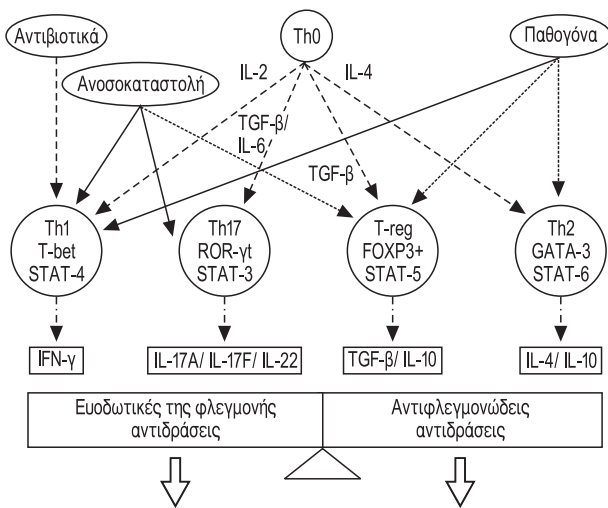 Αντιβιοτικά
Th0
Παθογόνα
Ανοσοκαταστολή
IL-2
IL-4
TGF-β/
IL-6
TGF-β
Th1
T-bet
STAT-4
Th17
ROR-γt
STAT-3
T-reg
FOXP3+
STAT-5
Th2
GATA-3
STAT-6
IFN-γ
IL-17A/ IL-17F/ IL-22
TGF-β/ IL-10
IL-4/ IL-10
Ευοδωτικές της φλεγμονής
αντιδράσεις
Αντιφλεγμονώδεις
αντιδράσεις